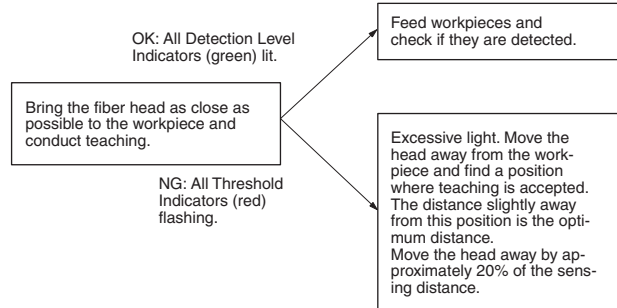 OK: All Detection Level
Indicators (green) lit.
Feed workpieces and
check if they are detected.
Bring the fiber head as close as
possible to the workpiece and
conduct teaching.
NG: All Threshold
Indicators (red)
flashing.
Excessive light. Move the
head away from the work-
piece and find a position
where teaching is accepted.
The distance slightly away
from this position is the opti-
mum distance.
Move the head away by ap-
proximately 20% of the sens-
ing distance.